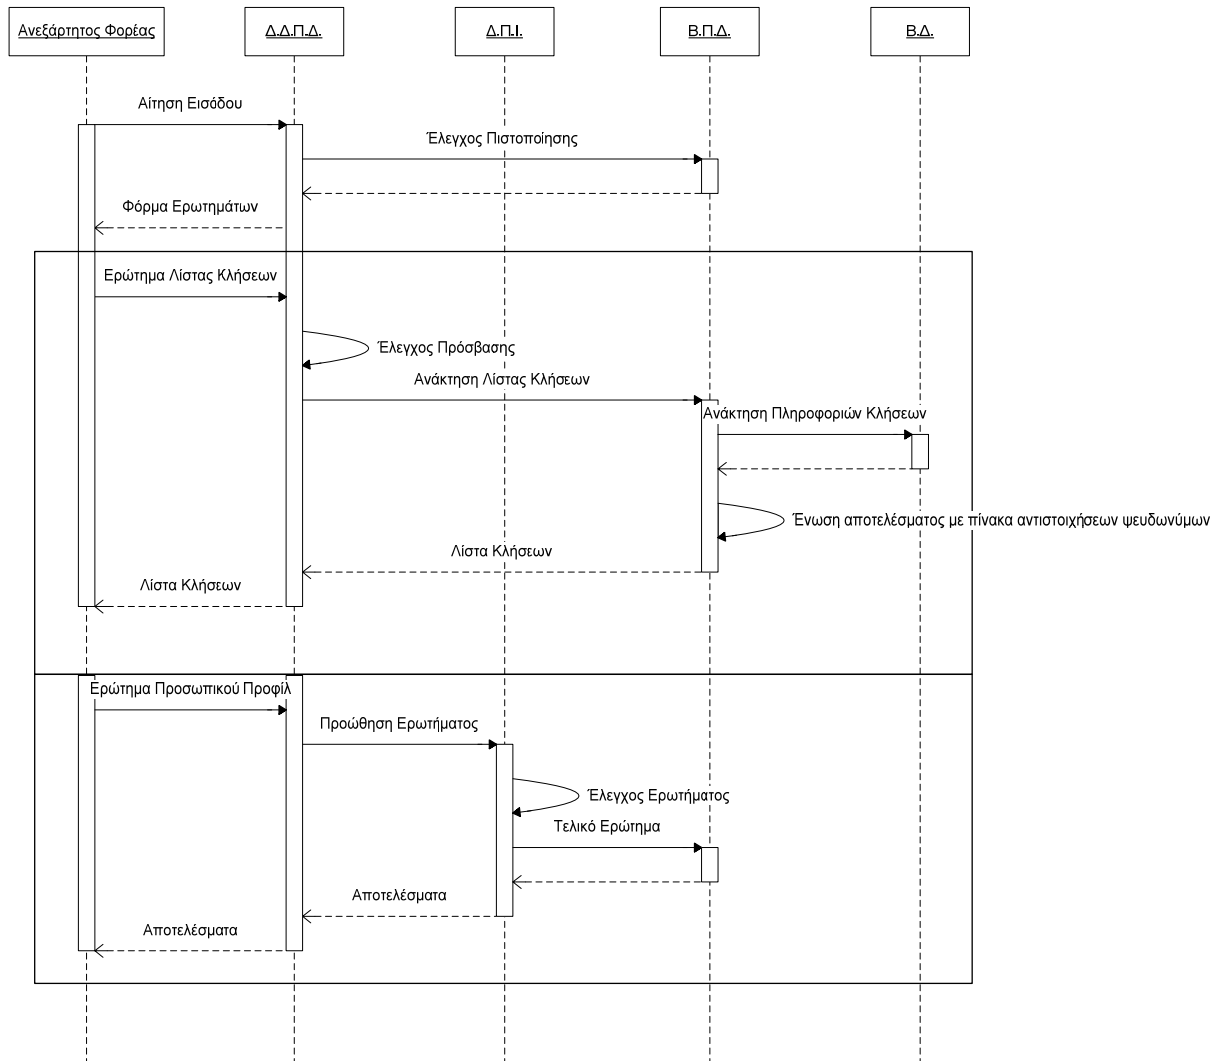 Ανεξάρτητος Φορέας
Δ.Δ.Π.Δ.
Δ.Π.Ι.
Β.Π.Δ.
Β.Δ.
Αίτηση Εισόδου
Έλεγχος Πιστοποίησης
Φόρμα Ερωτημάτων
Ερώτημα Λίστας Κλήσεων
Έλεγχος Πρόσβασης
Ανάκτηση Λίστας Κλήσεων
Ανάκτηση Πληροφοριών Κλήσεων
Ένωση αποτελέσματος με πίνακα αντιστοιχήσεων ψευδωνύμων
Λίστα Κλήσεων
Λίστα Κλήσεων
Ερώτημα Προσωπικού Προφίλ
Προώθηση Ερωτήματος
Έλεγχος Ερωτήματος
Τελικό Ερώτημα
Αποτελέσματα
Αποτελέσματα